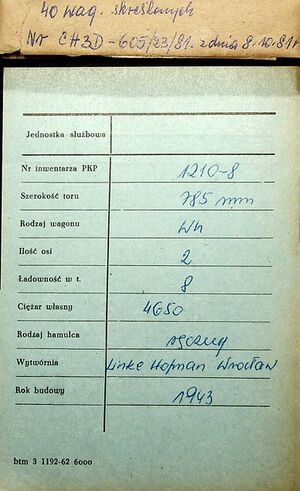 40 wag. skreślonych
Nr CH3D-605/23/81. z dnia 8.10.81r
Jednostka służbowa
Nr inwentarza PKP 1210-8
Szerokość toru 785 mm
Rodzaj wagonu Wh
Ilość osi 2
Ładowność w t. 8
Ciężar własny 4650
Rodzaj hamulca ręczny
Wytwórnia Linke Hofman Wrocław
Rok budowy 1943
btm 3 1192-62 6000